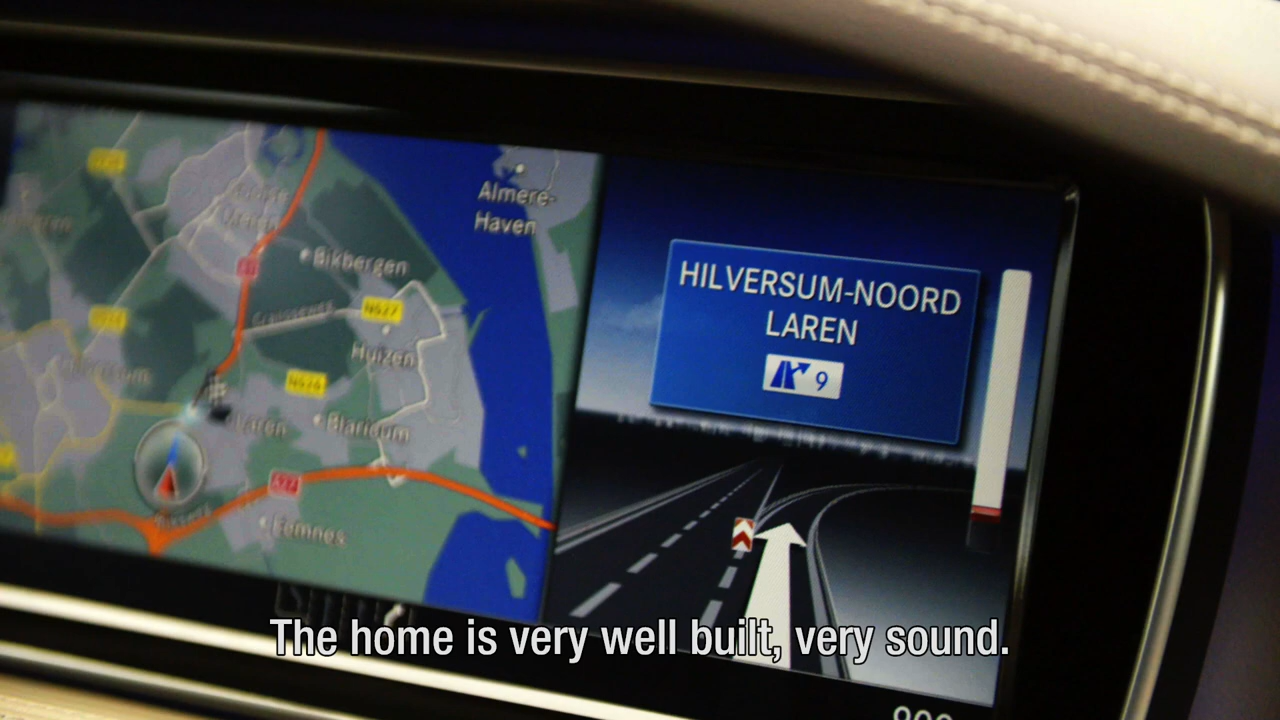 Almere-
Haven
Bikbergen
N527
Huizen
N526
Laren
Blaricum
A27
Eemnes
HILVERSUM-NOORD
LAREN
9
The home is very well built, very sound.